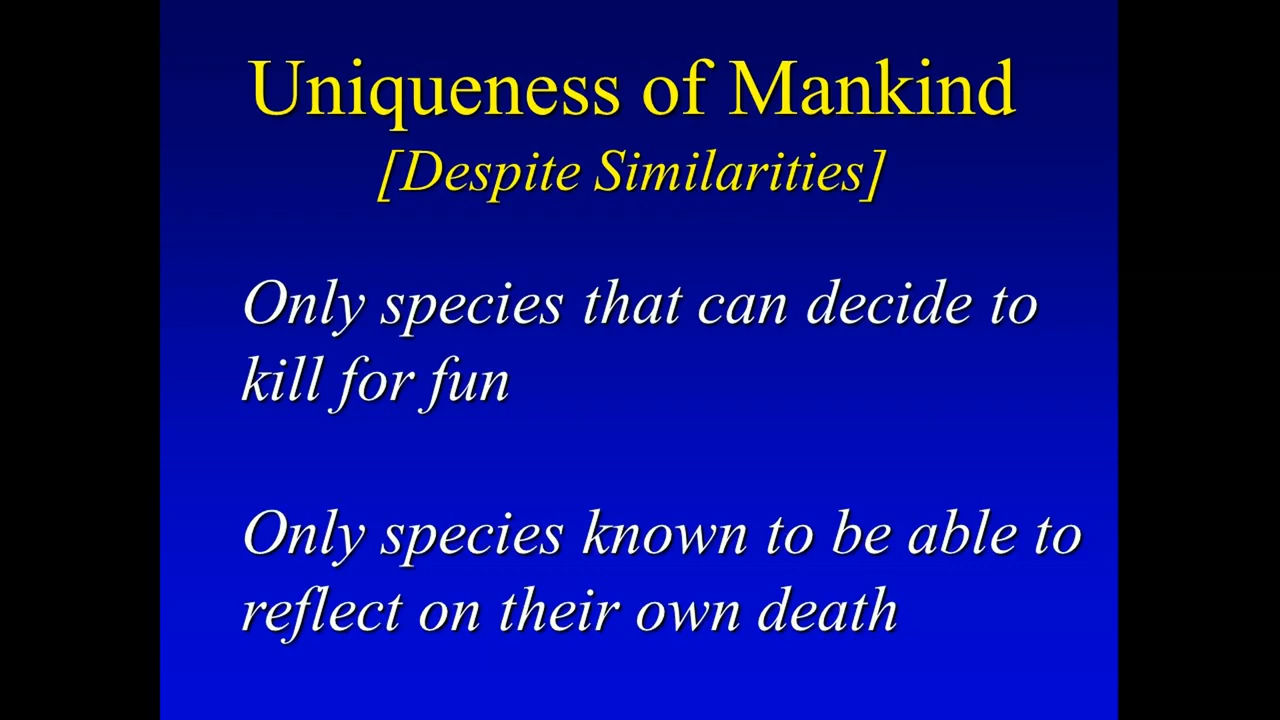 Uniqueness of Mankind
[Despite Similarities]
Only species that can decide to
kill for fun
Only species known to be able to
reflect on their own death